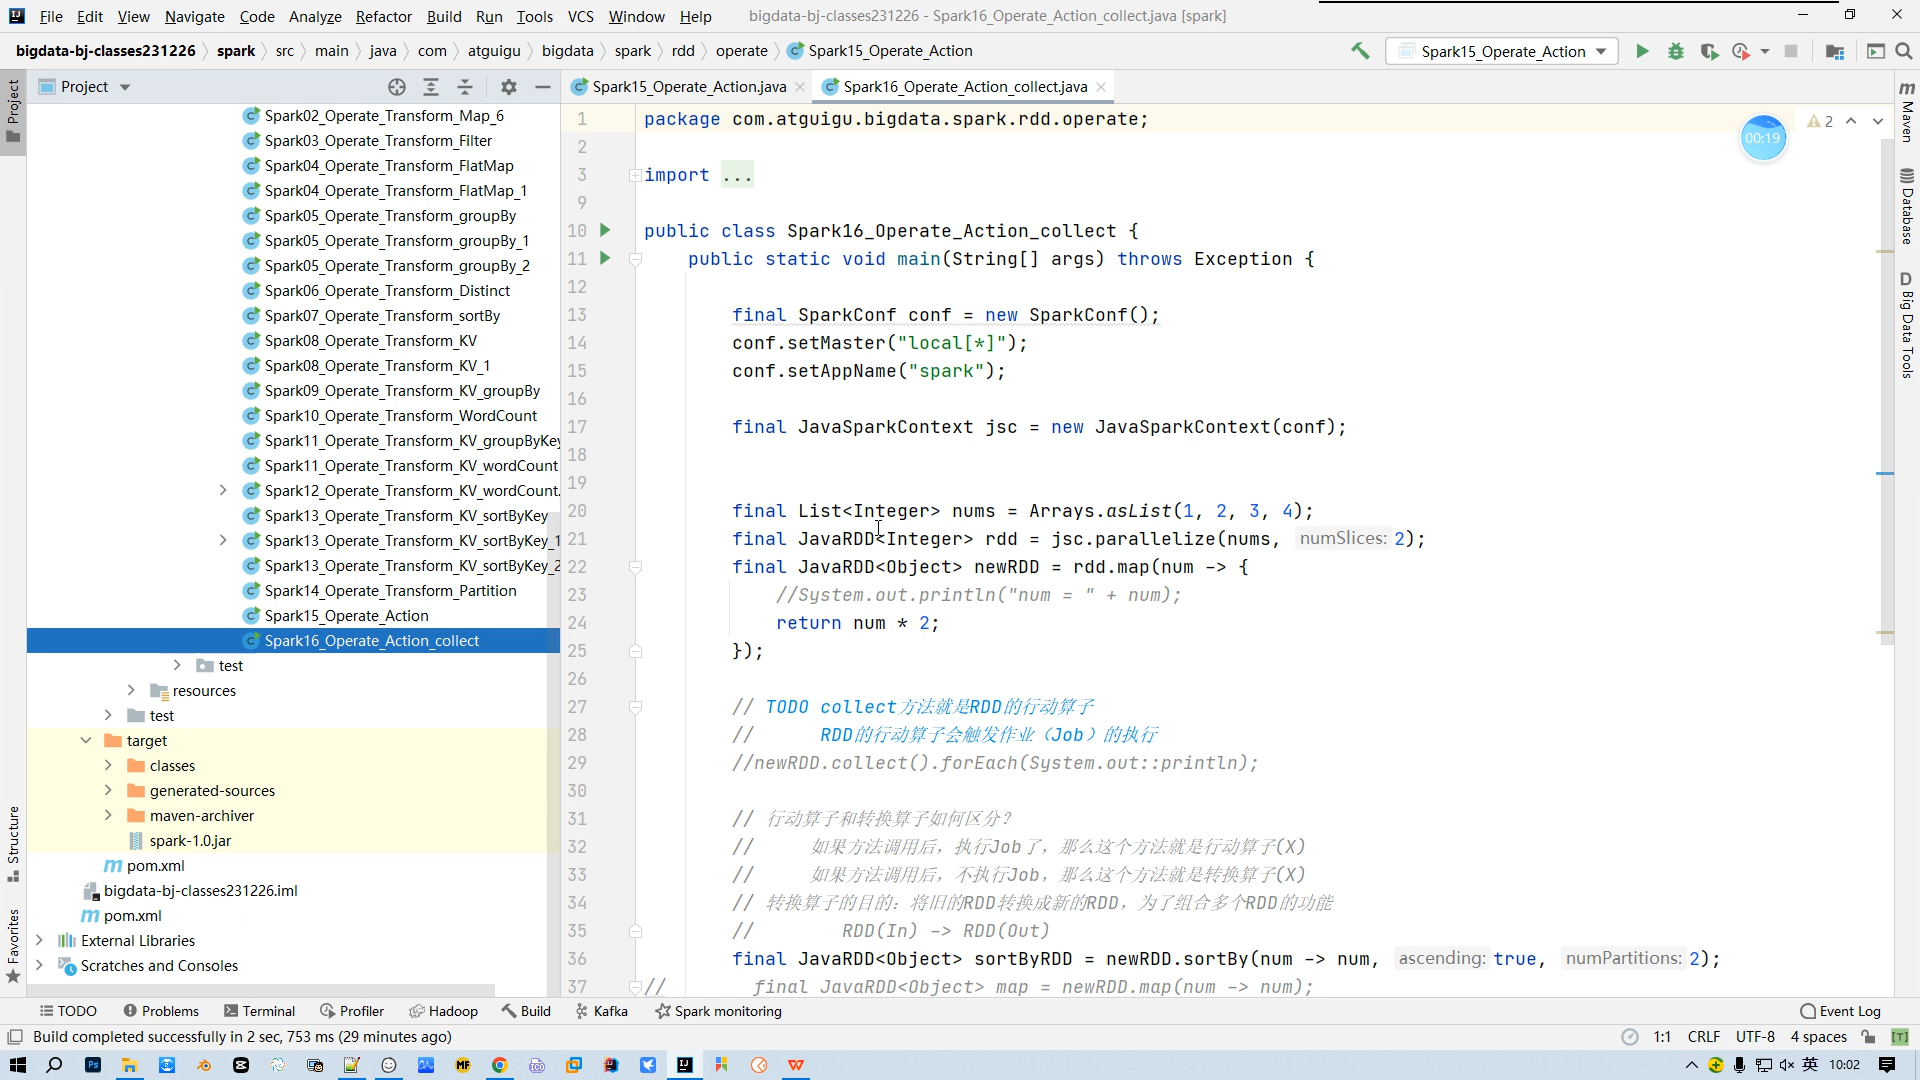 File Edit View Navigate Code Analyze Refactor Build Run Tools VCS Window Help bigdata-bj-classes231226 - Spark16_Operate_Action_collect.java [spark]
bigdata-bj-classes231226 spark src main java com atguigu bigdata spark rdd operate Spark15_Operate_Action
Spark15_Operate_Action
Project
Spark15_Operate_Action.java
Spark16_Operate_Action_collect.java
Project
Structure
Favorites
Spark02_Operate_Transform_Map_6
Spark03_Operate_Transform_Filter
Spark04_Operate_Transform_FlatMap
Spark04_Operate_Transform_FlatMap_1
Spark05_Operate_Transform_groupBy
Spark05_Operate_Transform_groupBy_1
Spark05_Operate_Transform_groupBy_2
Spark06_Operate_Transform_Distinct
Spark07_Operate_Transform_sortBy
Spark08_Operate_Transform_KV
Spark08_Operate_Transform_KV_1
Spark09_Operate_Transform_KV_groupBy
Spark10_Operate_Transform_WordCount
Spark11_Operate_Transform_KV_groupByKey
Spark11_Operate_Transform_KV_wordCount
Spark12_Operate_Transform_KV_wordCount.
Spark13_Operate_Transform_KV_sortByKey
Spark13_Operate_Transform_KV_sortByKey_1
Spark13_Operate_Transform_KV_sortByKey_2
Spark14_Operate_Transform_Partition
Spark15_Operate_Action
Spark16_Operate_Action_collect
test
resources
test
target
classes
generated-sources
maven-archiver
spark-1.0.jar
pom.xml
bigdata-bj-classes231226.iml
pom.xml
External Libraries
Scratches and Consoles
1 package com.atguigu.bigdata.spark.rdd.operate;
2
3 import ...
9
10 public class Spark16_Operate_Action_collect {
11 public static void main(String[] args) throws Exception {
12
13 final SparkConf conf = new SparkConf();
14 conf.setMaster("local[*]");
15 conf.setAppName("spark");
16
17 final JavaSparkContext jsc = new JavaSparkContext(conf);
18
19
20 final List<Integer> nums = Arrays.asList(1, 2, 3, 4);
21 final JavaRDD<Integer> rdd = jsc.parallelize(nums, numSlices: 2);
22 final JavaRDD<Object> newRDD = rdd.map(num -> {
23 //System.out.println("num = " + num);
24 return num * 2;
25 });
26
27 // TODO collect方法就是RDD的行动算子
28 // RDD的行动算子会触发作业（Job）的执行
29 //newRDD.collect().forEach(System.out::println);
30
31 // 行动算子和转换算子如何区分？
32 // 如果方法调用后，执行Job了，那么这个方法就是行动算子(X)
33 // 如果方法调用后，不执行Job，那么这个方法就是转换算子(X)
34 // 转换算子的目的：将旧的RDD转换成新的RDD，为了组合多个RDD的功能
35 // RDD(In) -> RDD(Out)
36 final JavaRDD<Object> sortByRDD = newRDD.sortBy(num -> num, ascending: true, numPartitions: 2);
37 // final JavaRDD<Object> map = newRDD.map(num -> num);
00:19
2
Maven
Database
D Big Data Tools
TODO Problems Terminal Profiler Hadoop Build Kafka Spark monitoring Event Log
Build completed successfully in 2 sec, 753 ms (29 minutes ago) 1:1 CRLF UTF-8 4 spaces [T]
英 10:02